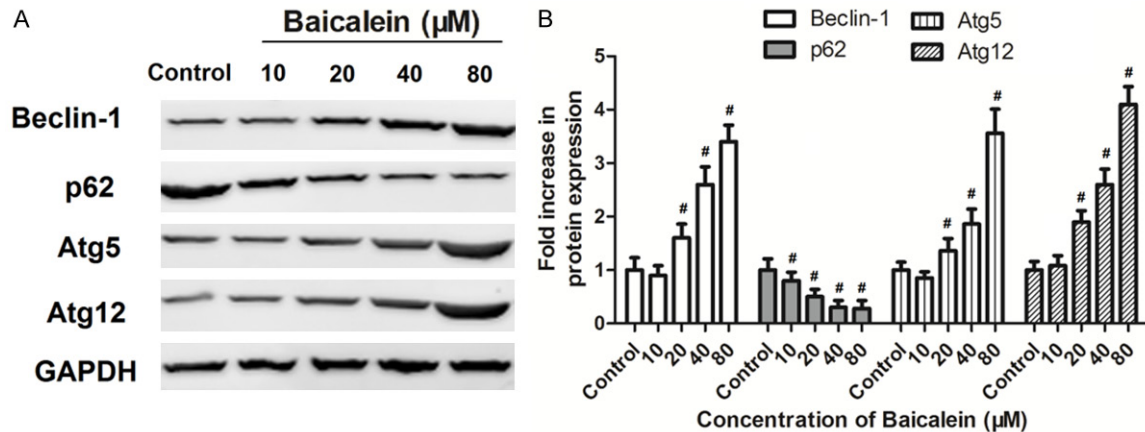 A
Baicalein (µM)
Control 10 20 40 80
Beclin-1
p62
Atg5
Atg12
GAPDH
B
Beclin-1 Atg5
p62 Atg12
Fold increase in
protein expression
5
4
3
2
1
0
# # # # # # # # # # # # #
Control 10 20 40 80 Control 10 20 40 80 Control 10 20 40 80 Control 10 20 40 80
Concentration of Baicalein (µM)